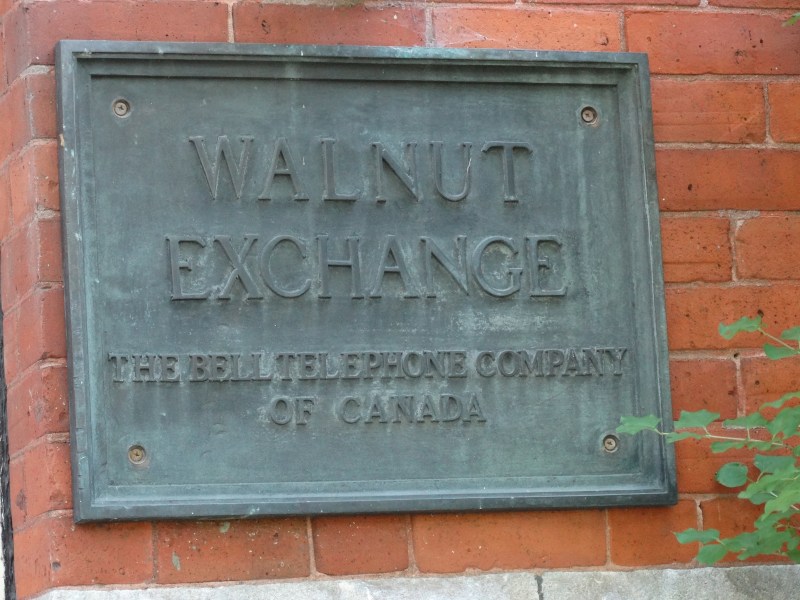 WALNUT
EXCHANGE
THE BELL TELEPHONE COMPANY
OF CANADA